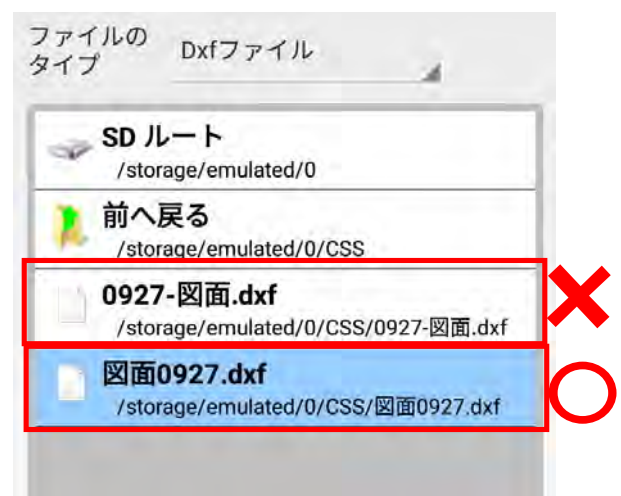 ファイルの
タイプ
Dxfファイル
SD ルート
/storage/emulated/0
前へ戻る
/storage/emulated/0/CSS
0927-図面.dxf
/storage/emulated/0/CSS/0927-図面.dxf
図面0927.dxf
/storage/emulated/0/CSS/図面0927.dxf